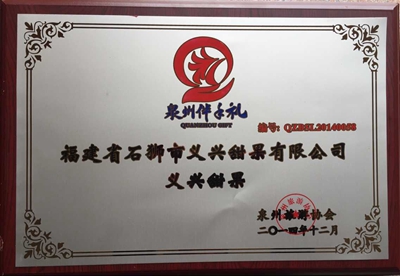 泉州伴手礼
QUANZHOU GIFT
编号：QZBSL20140058
福建省石狮市义兴甜果有限公司
义兴甜果
泉州旅游协会
二〇一四年十二月